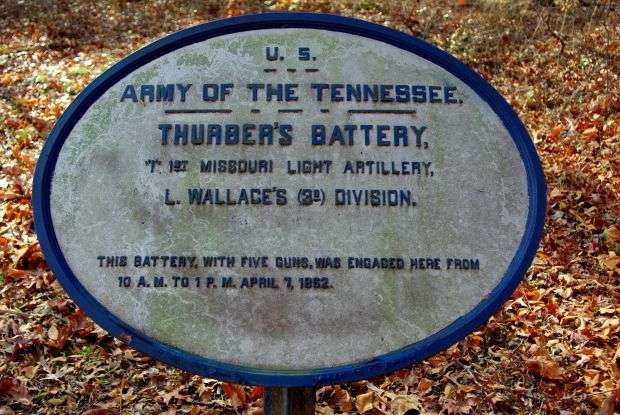 U. S.
ARMY OF THE TENNESSEE.
THURBER'S BATTERY,
"I" 1ST MISSOURI LIGHT ARTILLERY,
L. WALLACE'S (3D) DIVISION.
THIS BATTERY, WITH FIVE GUNS, WAS ENGAGED HERE FROM
10 A. M. TO 1 P. M. APRIL 7, 1862.